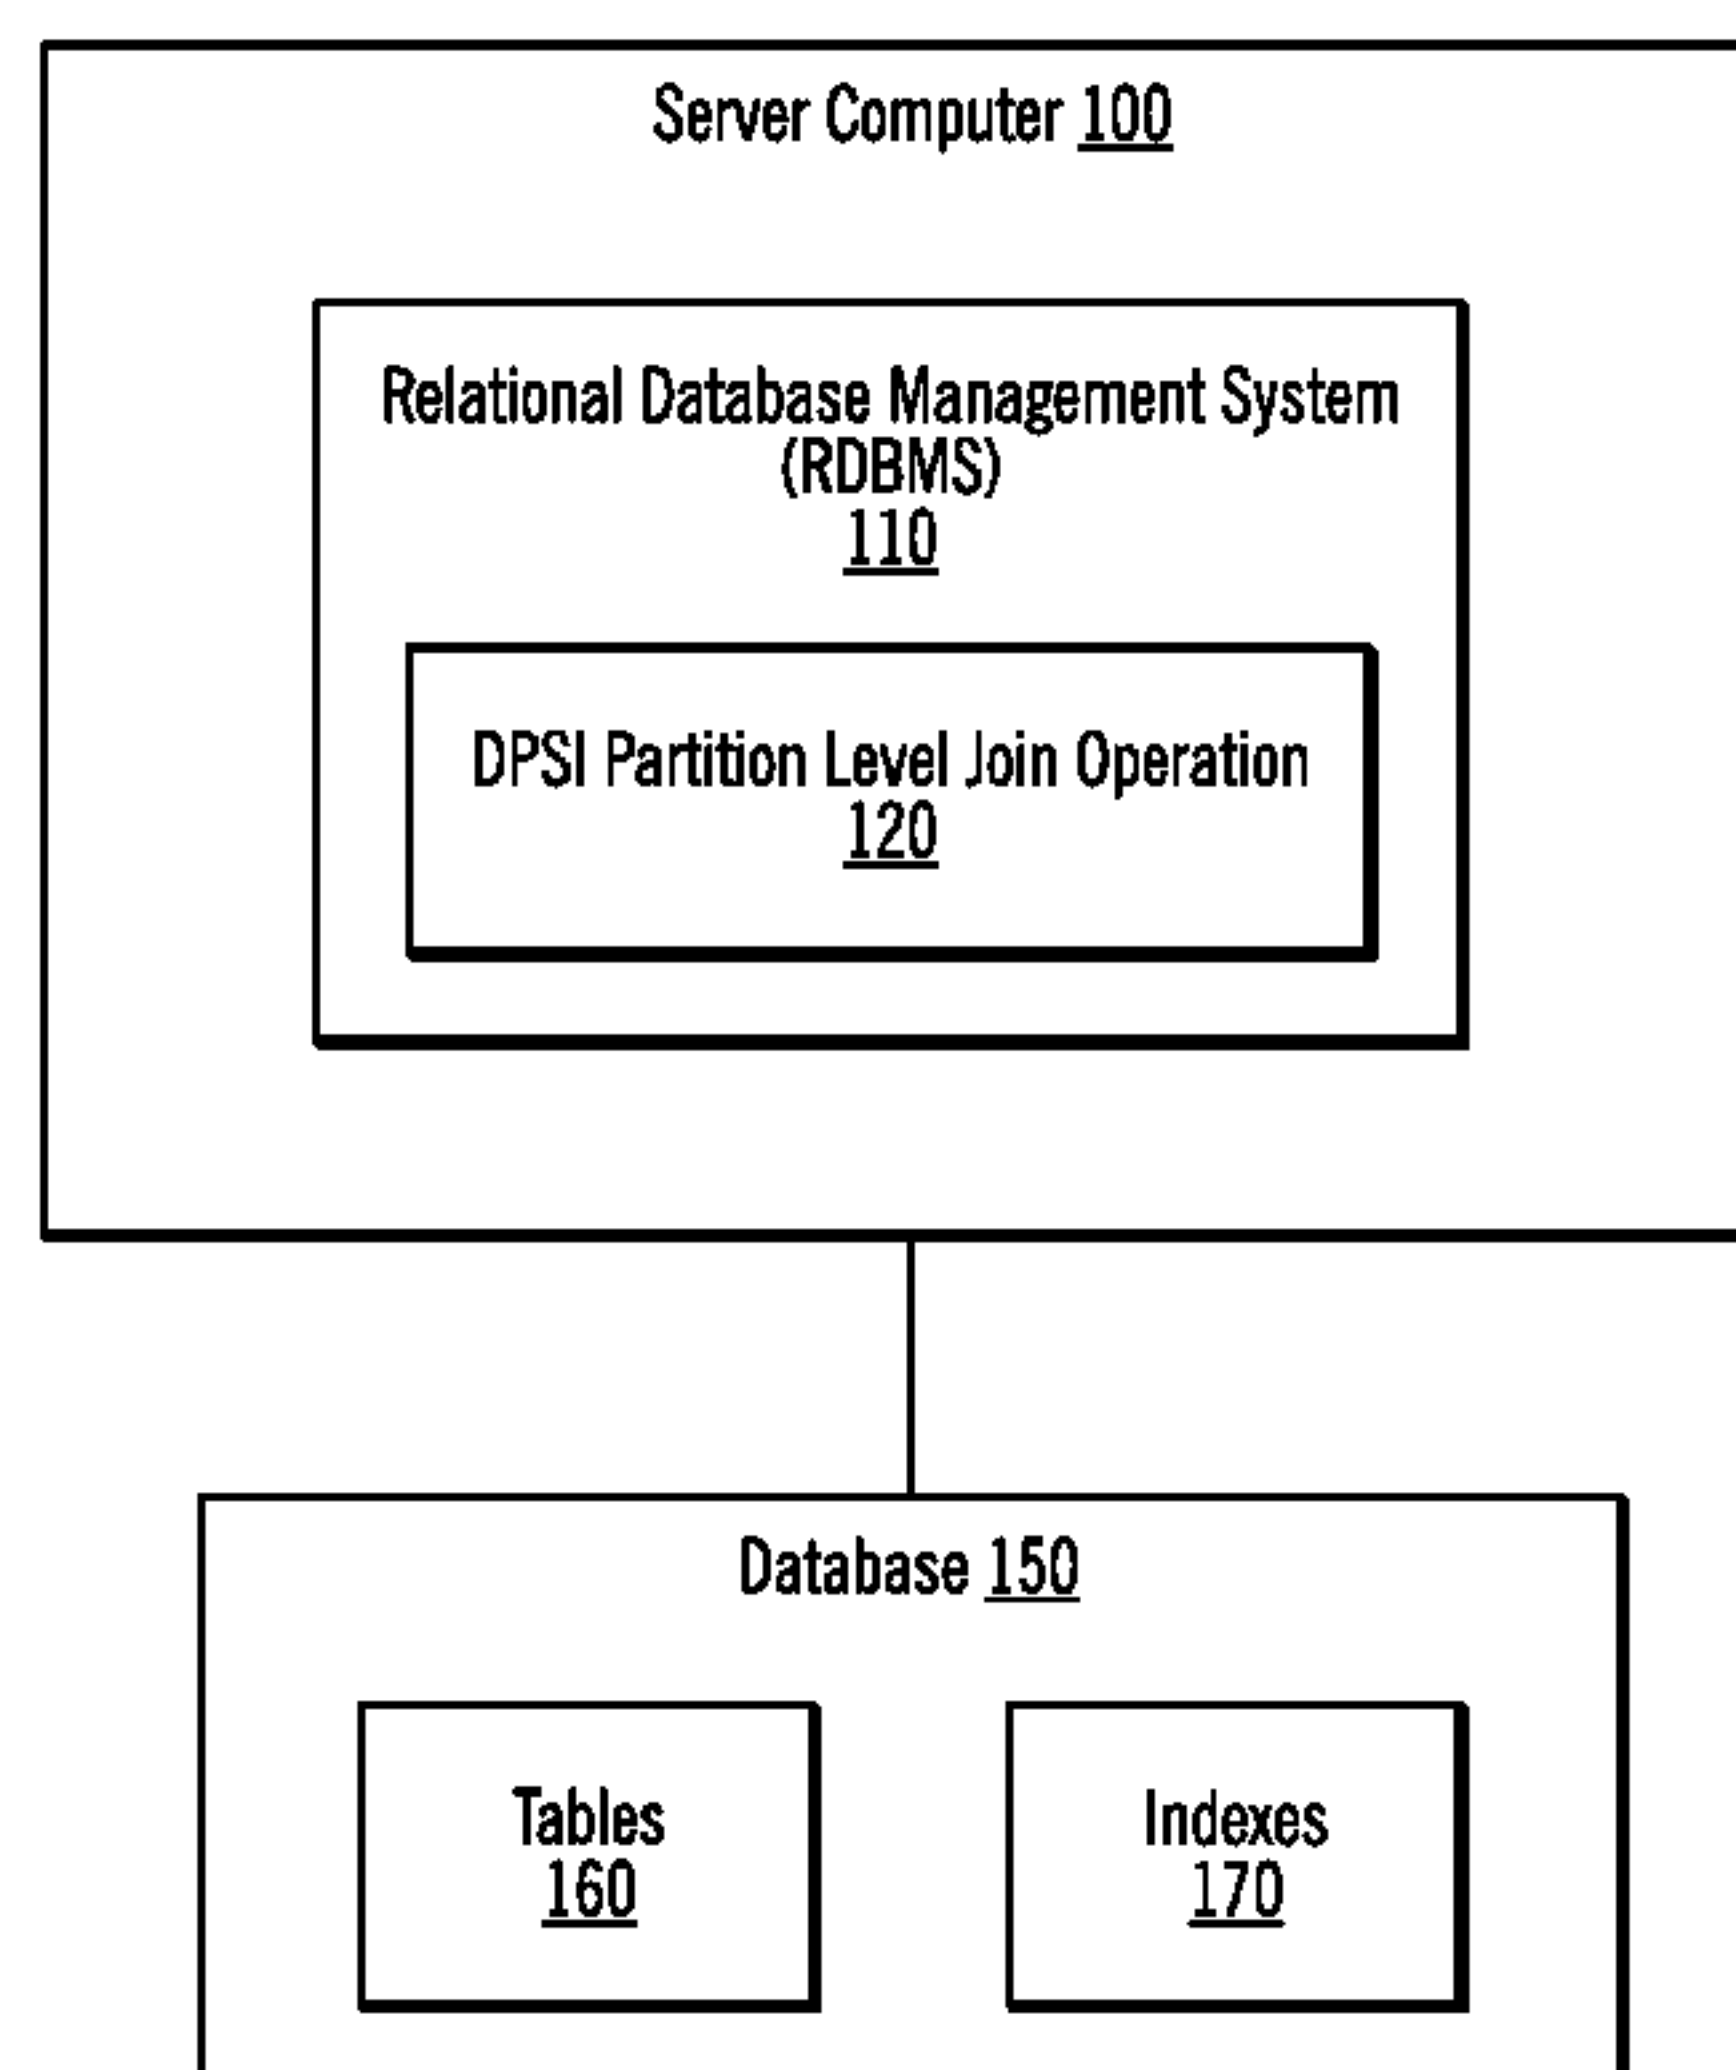 Server Computer 100
Relational Database Management System
(RDBMS)
110
DPSI Partition Level Join Operation
120
Database 150
Tables
160
Indexes
170